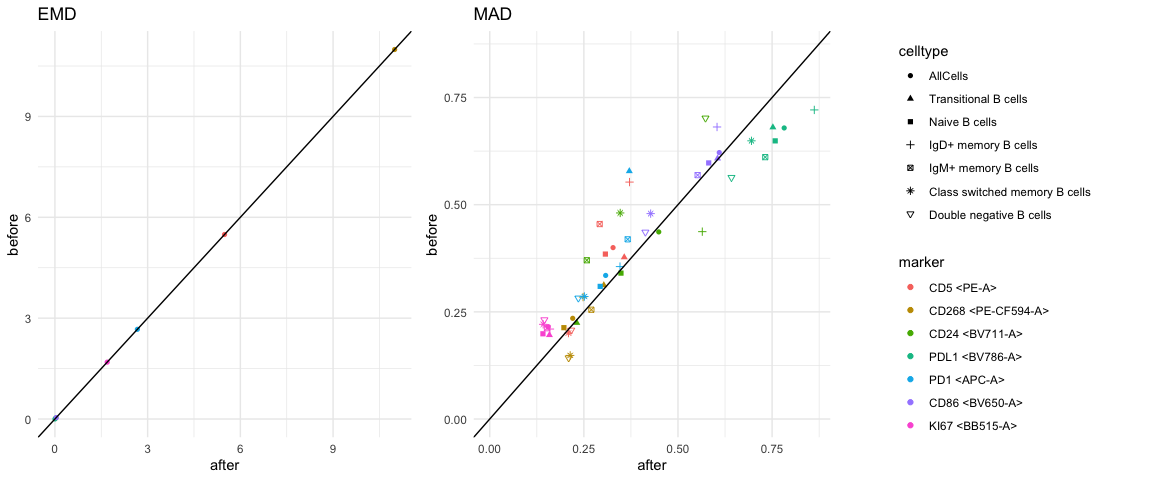 EMD
before
9
6
3
0
0
3
6
9
after
MAD
before
0.75
0.50
0.25
0.00
0.00
0.25
0.50
0.75
after
celltype
AllCells
Transitional B cells
Naive B cells
IgD+ memory B cells
IgM+ memory B cells
Class switched memory B cells
Double negative B cells
marker
CD5 <PE-A>
CD268 <PE-CF594-A>
CD24 <BV711-A>
PDL1 <BV786-A>
PD1 <APC-A>
CD86 <BV650-A>
KI67 <BB515-A>